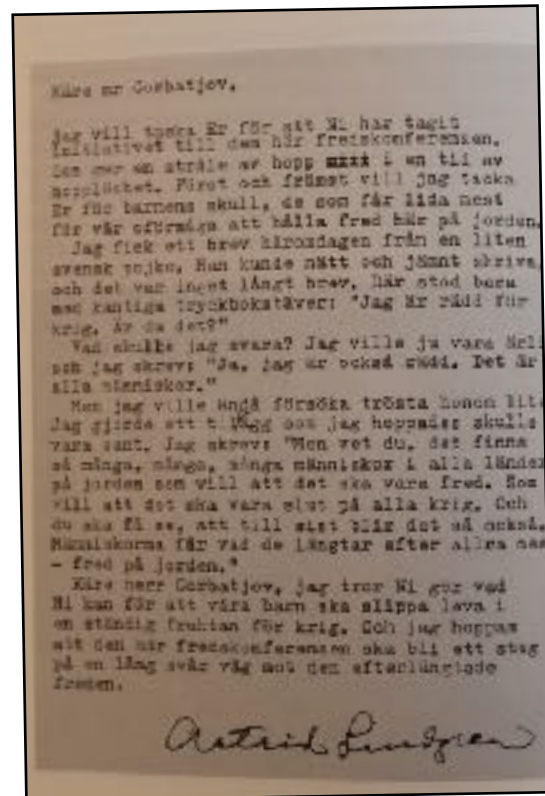 Käre mr Gorbatjov,
jag vill tacka Er för att Ni har tagit
initiativet till den här fredskonferensen.
Den ger en stråle av hopp xxxx i en tid av
hopplöshet. Först och främst vill jag tacka
Er för barnens skull, de som får lida mest
för vår oförmåga att hålla fred här på jorden.
Jag fick ett brev häromdagen från en liten
svensk pojke. Han kunde nätt och jämnt skriva,
och det var inget långt brev. Där stod bara
med kantiga tryckbokstäver: "Jag är rädd för
krig. Är du det?"
Vad skulle jag svara? Jag ville ju vara ärli
och jag skrev: "Ja, jag är också rädd. Det är
alla människor."
Men jag ville ändå försöka trösta honom lite
Jag gjorde ett tillägg som jag hoppades skulle
vara sant. Jag skrev: "Men vet du, det finns
så många, många, många människor i alla länder
på jorden som vill att det ska vara fred. Som
vill att det ska vara slut på alla krig. Och
du ska få se, att till sist blir det så också.
Människorna får vad de längtar efter allra mes
- fred på jorden."
Käre herr Gorbatjov, jag tror Ni gör vad
Ni kan för att våra barn ska slippa leva i
en ständig fruktan för krig. Och jag hoppas
att den här fredskonferensen ska bli ett steg
på en lång svår väg mot den efterlängtade
freden.
Astrid Lindgren